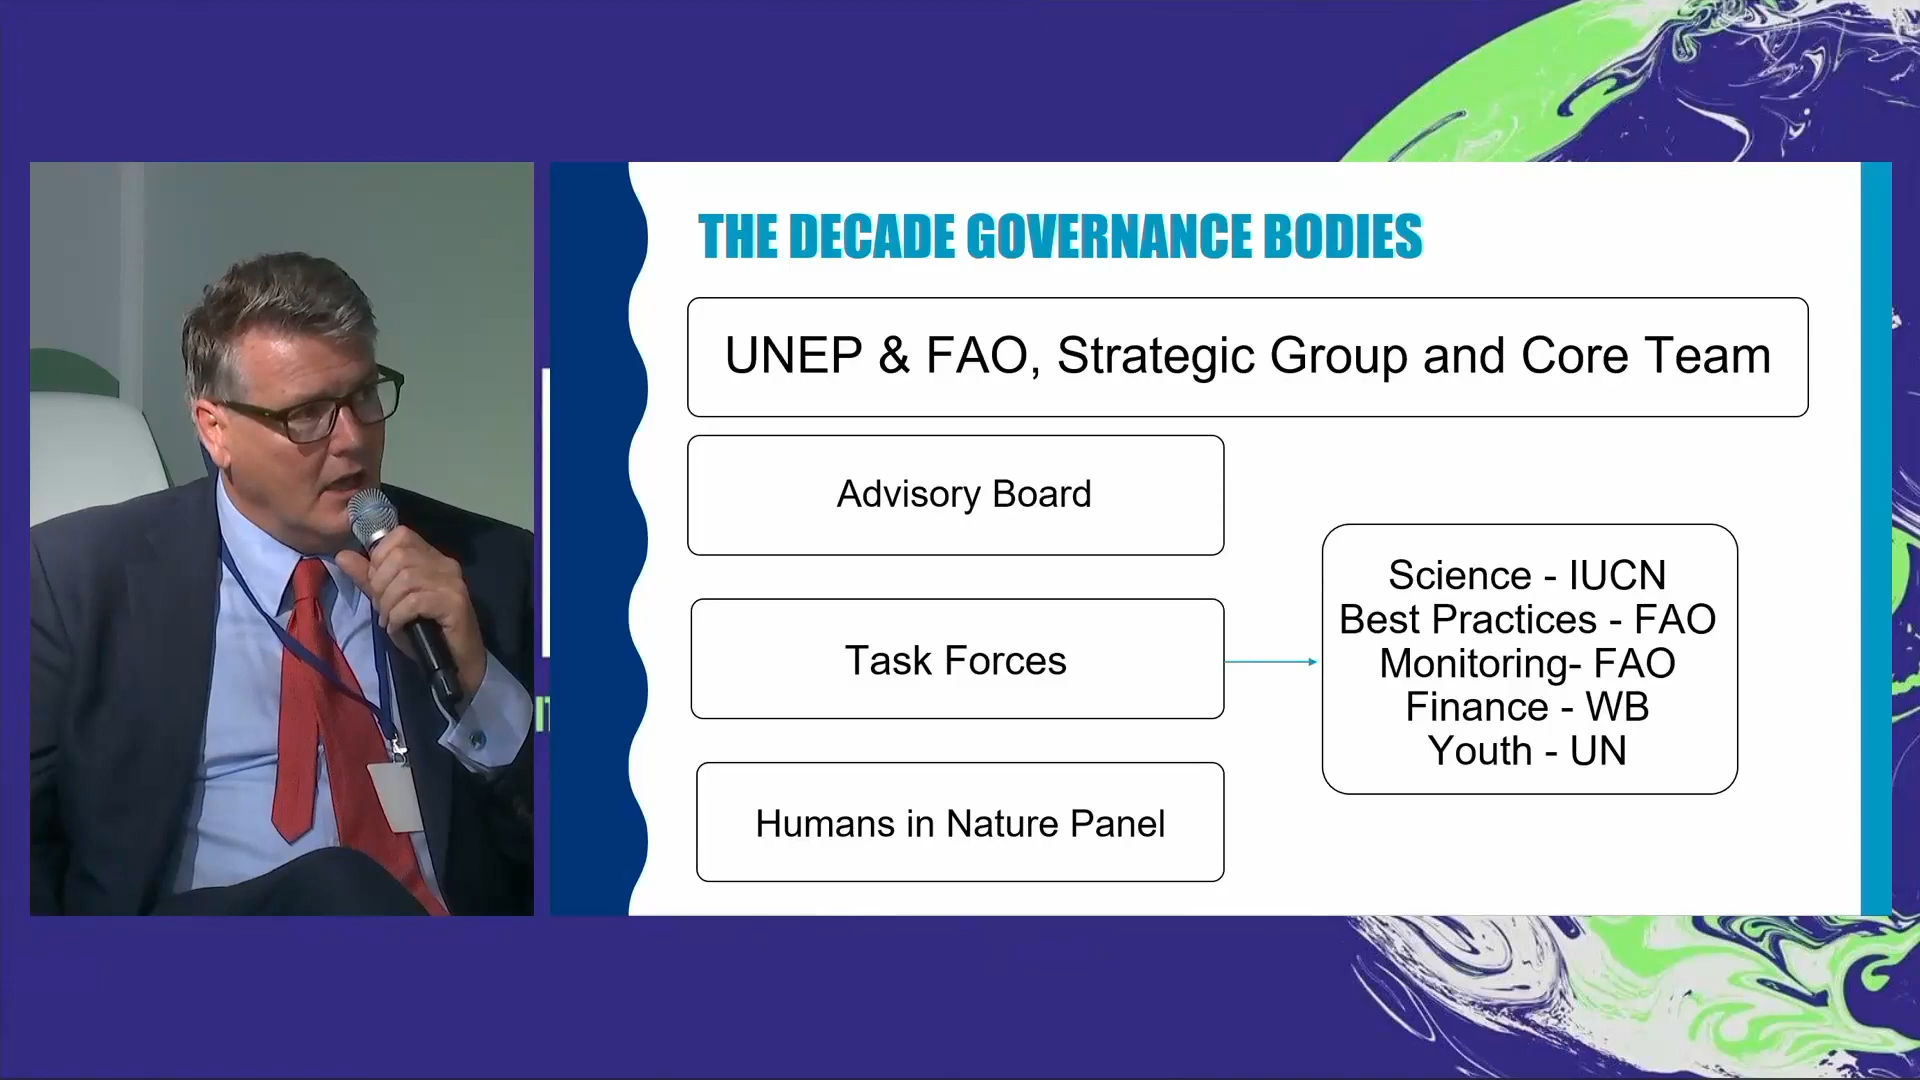 THE DECADE GOVERNANCE BODIES
UNEP & FAO, Strategic Group and Core Team
Advisory Board
Task Forces
Humans in Nature Panel
Science - IUCN
Best Practices - FAO
Monitoring- FAO
Finance - WB
Youth - UN